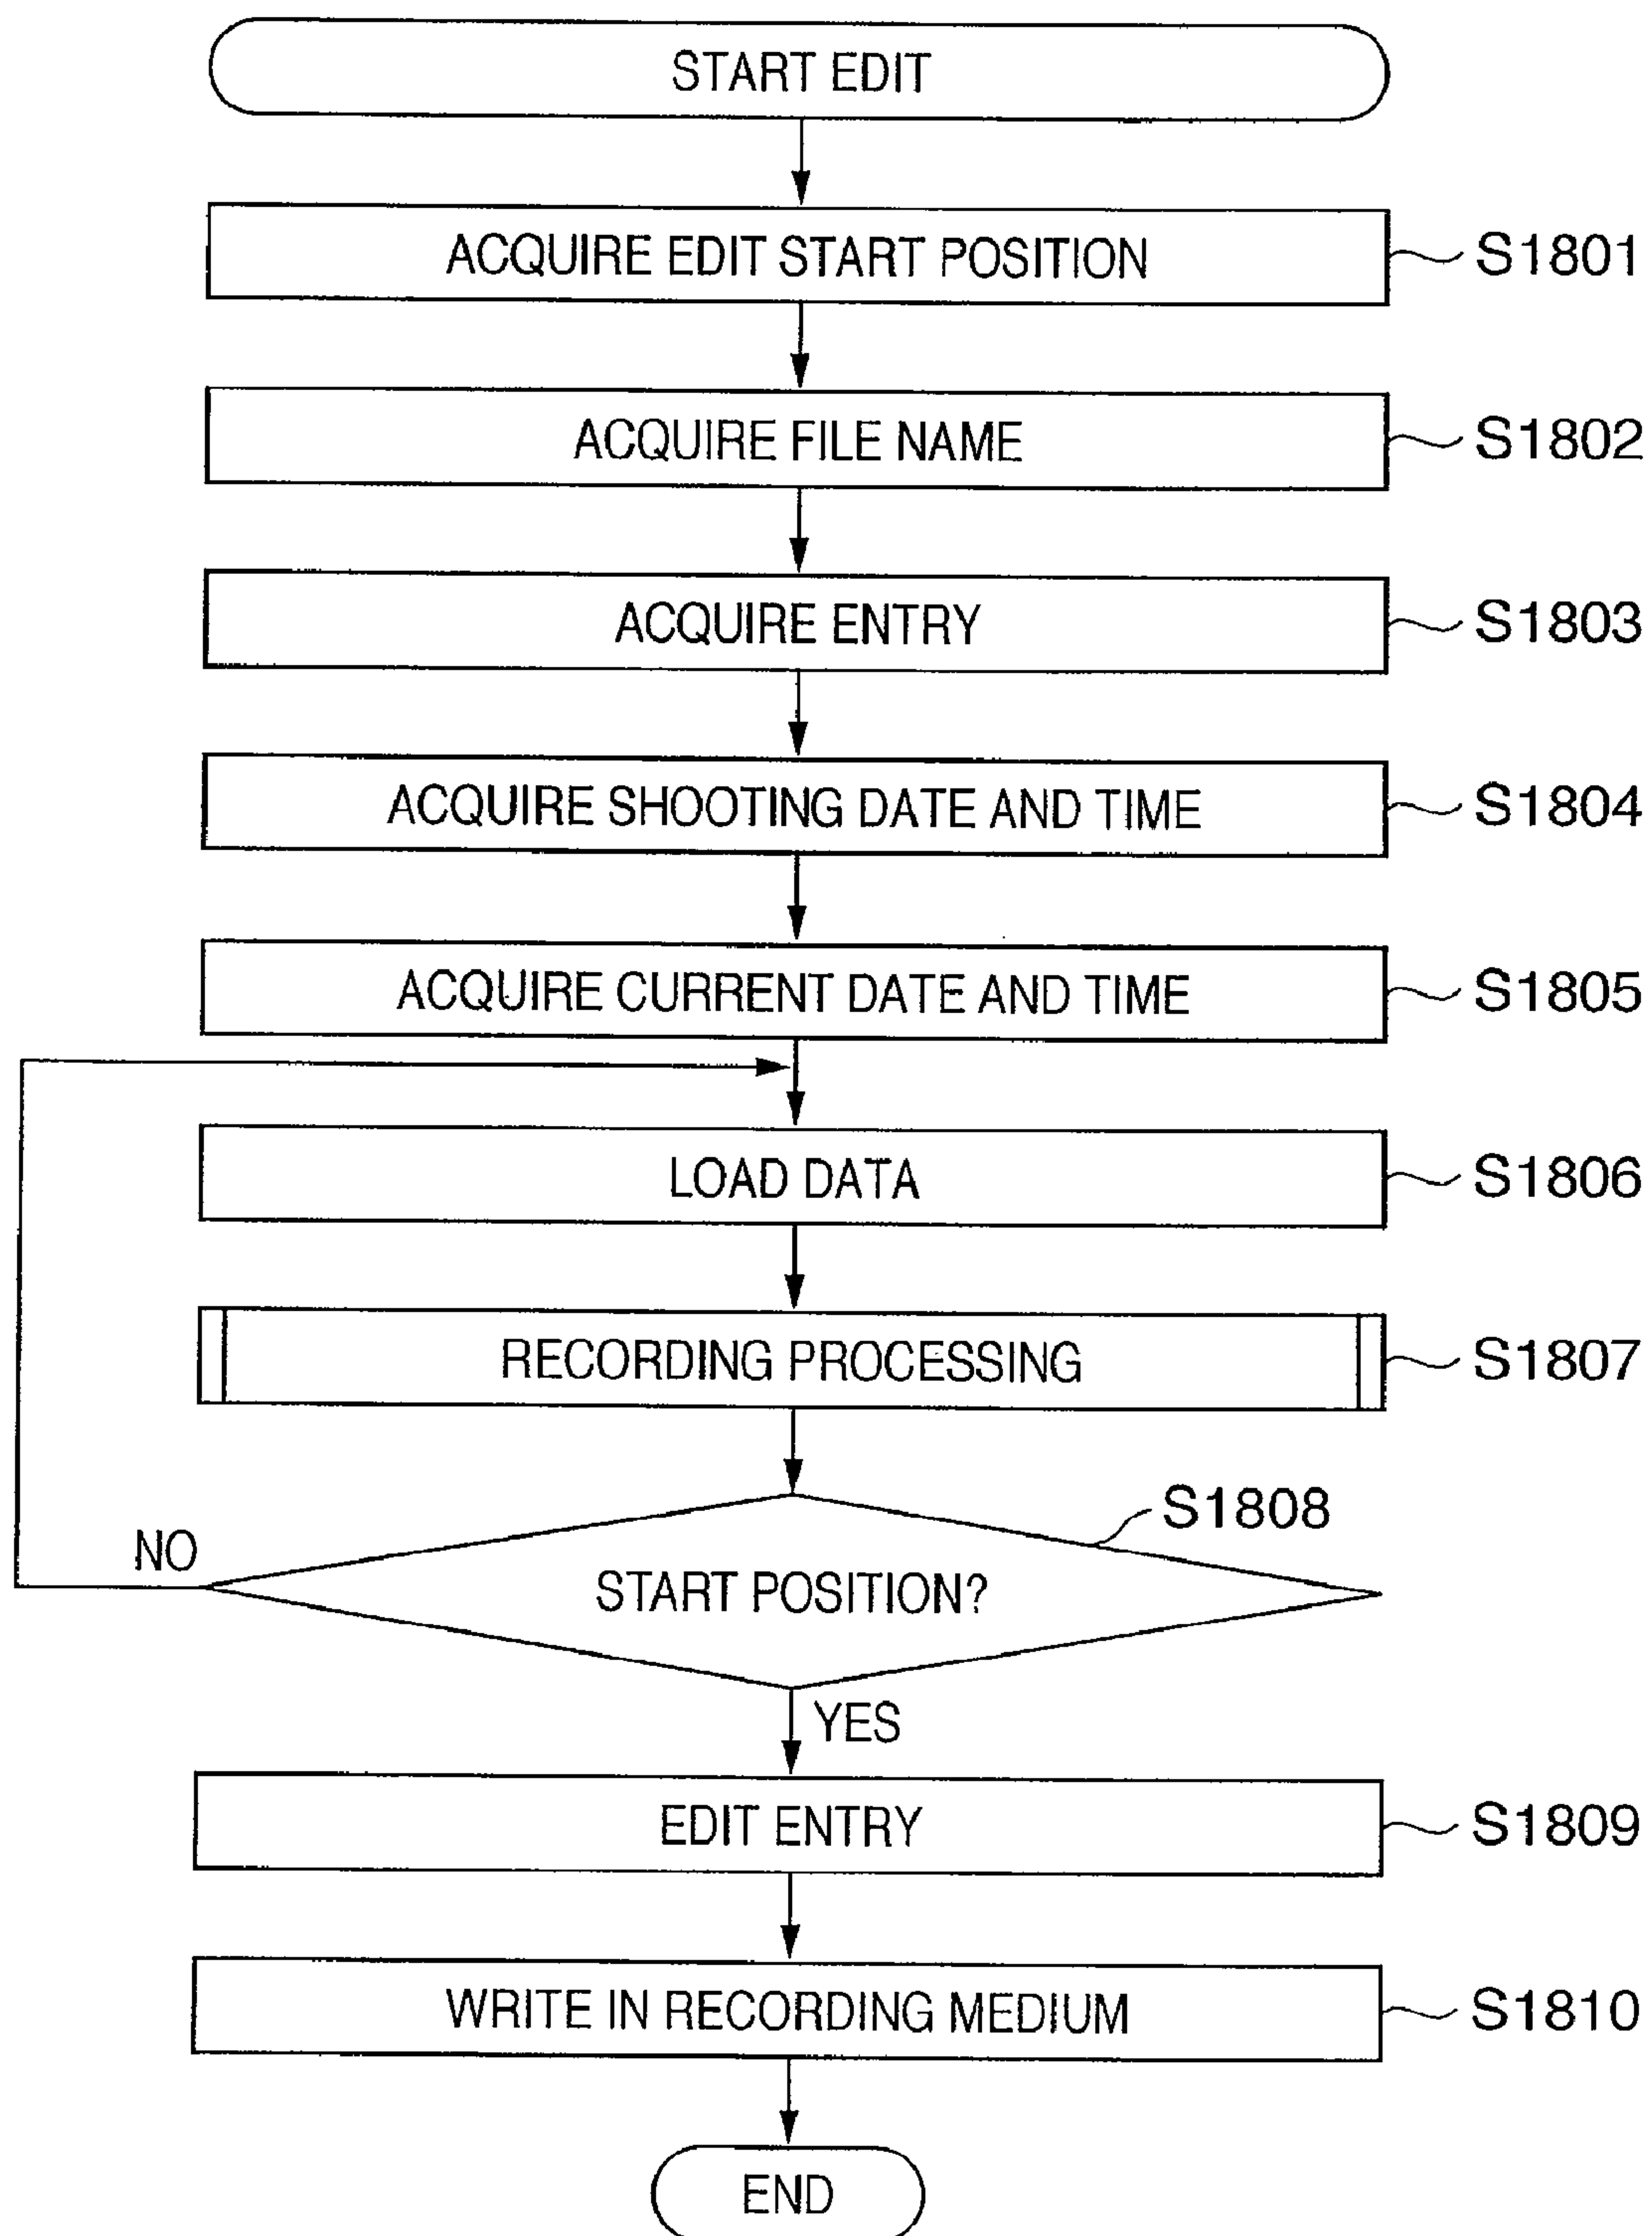 START EDIT
ACQUIRE EDIT START POSITION
S1801
ACQUIRE FILE NAME
S1802
ACQUIRE ENTRY
S1803
ACQUIRE SHOOTING DATE AND TIME
S1804
ACQUIRE CURRENT DATE AND TIME
S1805
LOAD DATA
S1806
RECORDING PROCESSING
S1807
S1808
NO
START POSITION?
YES
EDIT ENTRY
S1809
WRITE IN RECORDING MEDIUM
S1810
END